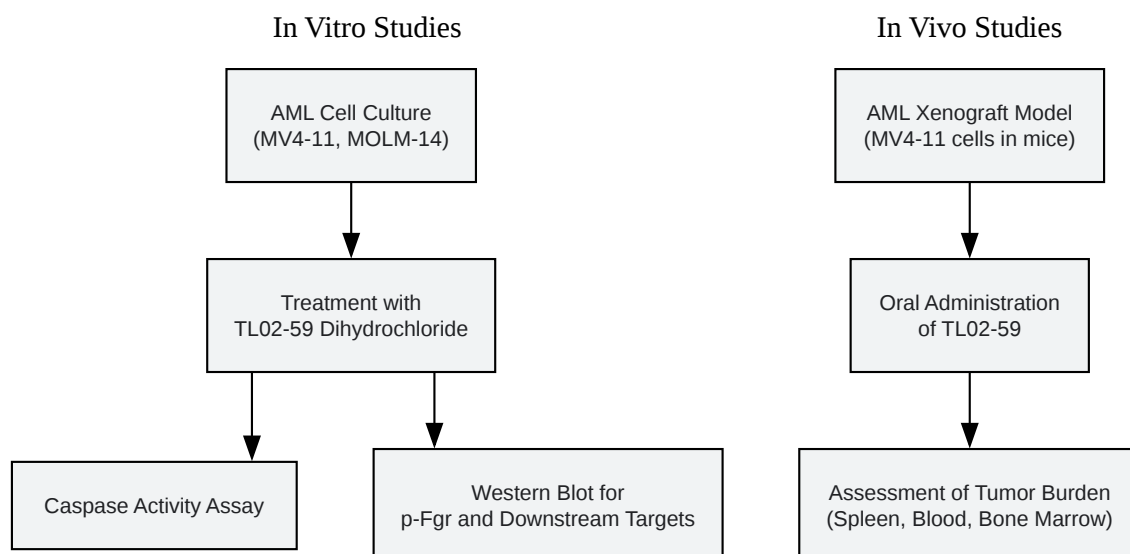 In Vitro Studies
AML Cell Culture
(MV4-11, MOLM-14)
Treatment with
TL02-59 Dihydrochloride
Caspase Activity Assay
Western Blot for
p-Fgr and Downstream Targets
In Vivo Studies
AML Xenograft Model
(MV4-11 cells in mice)
Oral Administration
of TL02-59
Assessment of Tumor Burden
(Spleen, Blood, Bone Marrow)